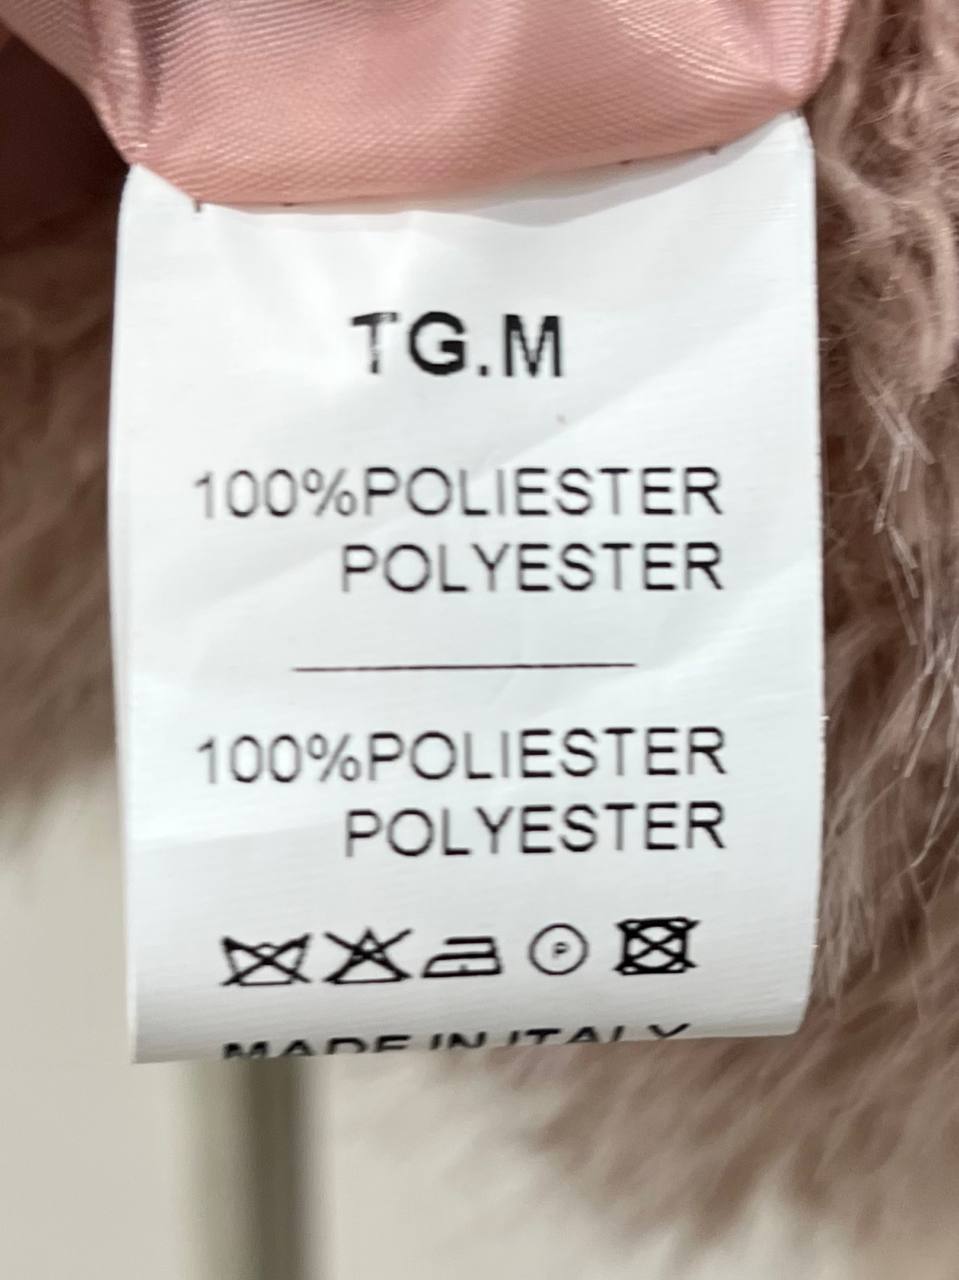 TG.M
100%POLIESTER
POLYESTER
100%POLIESTER
POLYESTER
P
MADE IN ITALY